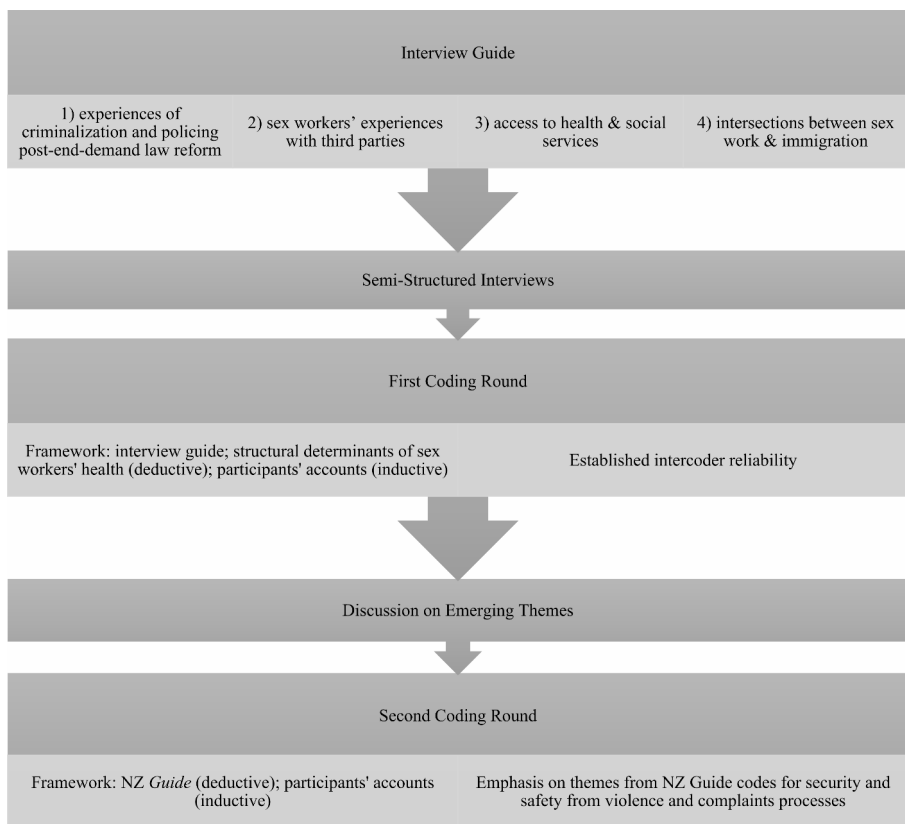 Interview Guide
1) experiences of
criminalization and policing
post-end-demand law reform
2) sex workers' experiences
with third parties
3) access to health & social
services
4) intersections between sex
work & immigration
Semi-Structured Interviews
First Coding Round
Framework: interview guide; structural determinants of sex
workers' health (deductive); participants' accounts (inductive)
Established intercoder reliability
Discussion on Emerging Themes
Second Coding Round
Framework: NZ Guide (deductive); participants' accounts
(inductive)
Emphasis on themes from NZ Guide codes for security and
safety from violence and complaints processes